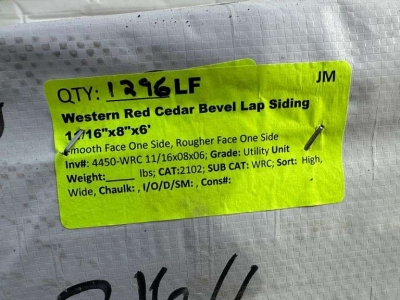 JM
QTY: 1296 LF
Western Red Cedar Bevel Lap Siding
11/16"x8"x6'
Smooth Face One Side, Rougher Face One Side
Inv#: 4450-WRC 11/16x08x06; Grade: Utility Unit
Weight:_____ lbs; CAT:2102; SUB CAT: WRC; Sort: High,
Wide, Chaulk: , I/O/D/SM: , Cons#: